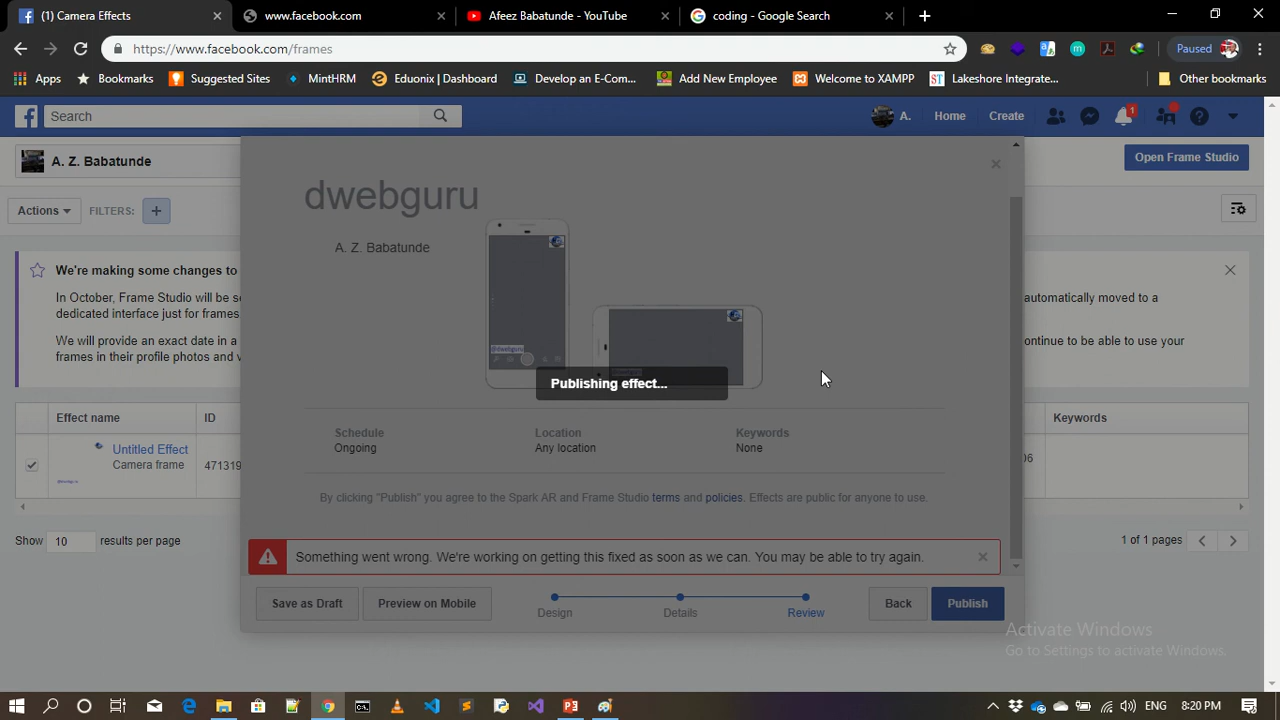 (1) Camera Effects
www.facebook.com
Afeez Babatunde - YouTube
coding - Google Search
https://www.facebook.com/frames
Paused
Apps
Bookmarks
Suggested Sites
MintHRM
Eduonix | Dashboard
Develop an E-Com...
Add New Employee
Welcome to XAMPP
Lakeshore Integrate...
Other bookmarks
Search
A.
Home
Create
1
A. Z. Babatunde
Open Frame Studio
Actions
FILTERS:
dwebguru
A. Z. Babatunde
We're making some changes to
In October, Frame Studio will be s
automatically moved to a
dedicated interface just for frames
We will provide an exact date in a
ontinue to be able to use your
frames in their profile photos and v
Publishing effect...
Effect name
ID
Keywords
Untitled Effect
Camera frame
471319
06
Schedule
Location
Keywords
Ongoing
Any location
None
By clicking "Publish" you agree to the Spark AR and Frame Studio terms and policies. Effects are public for anyone to use.
Show 10 results per page
1 of 1 pages
Something went wrong. We're working on getting this fixed as soon as we can. You may be able to try again.
Save as Draft
Preview on Mobile
Design
Details
Review
Back
Publish
Activate Windows
Go to Settings to activate Windows.
ENG
8:20 PM